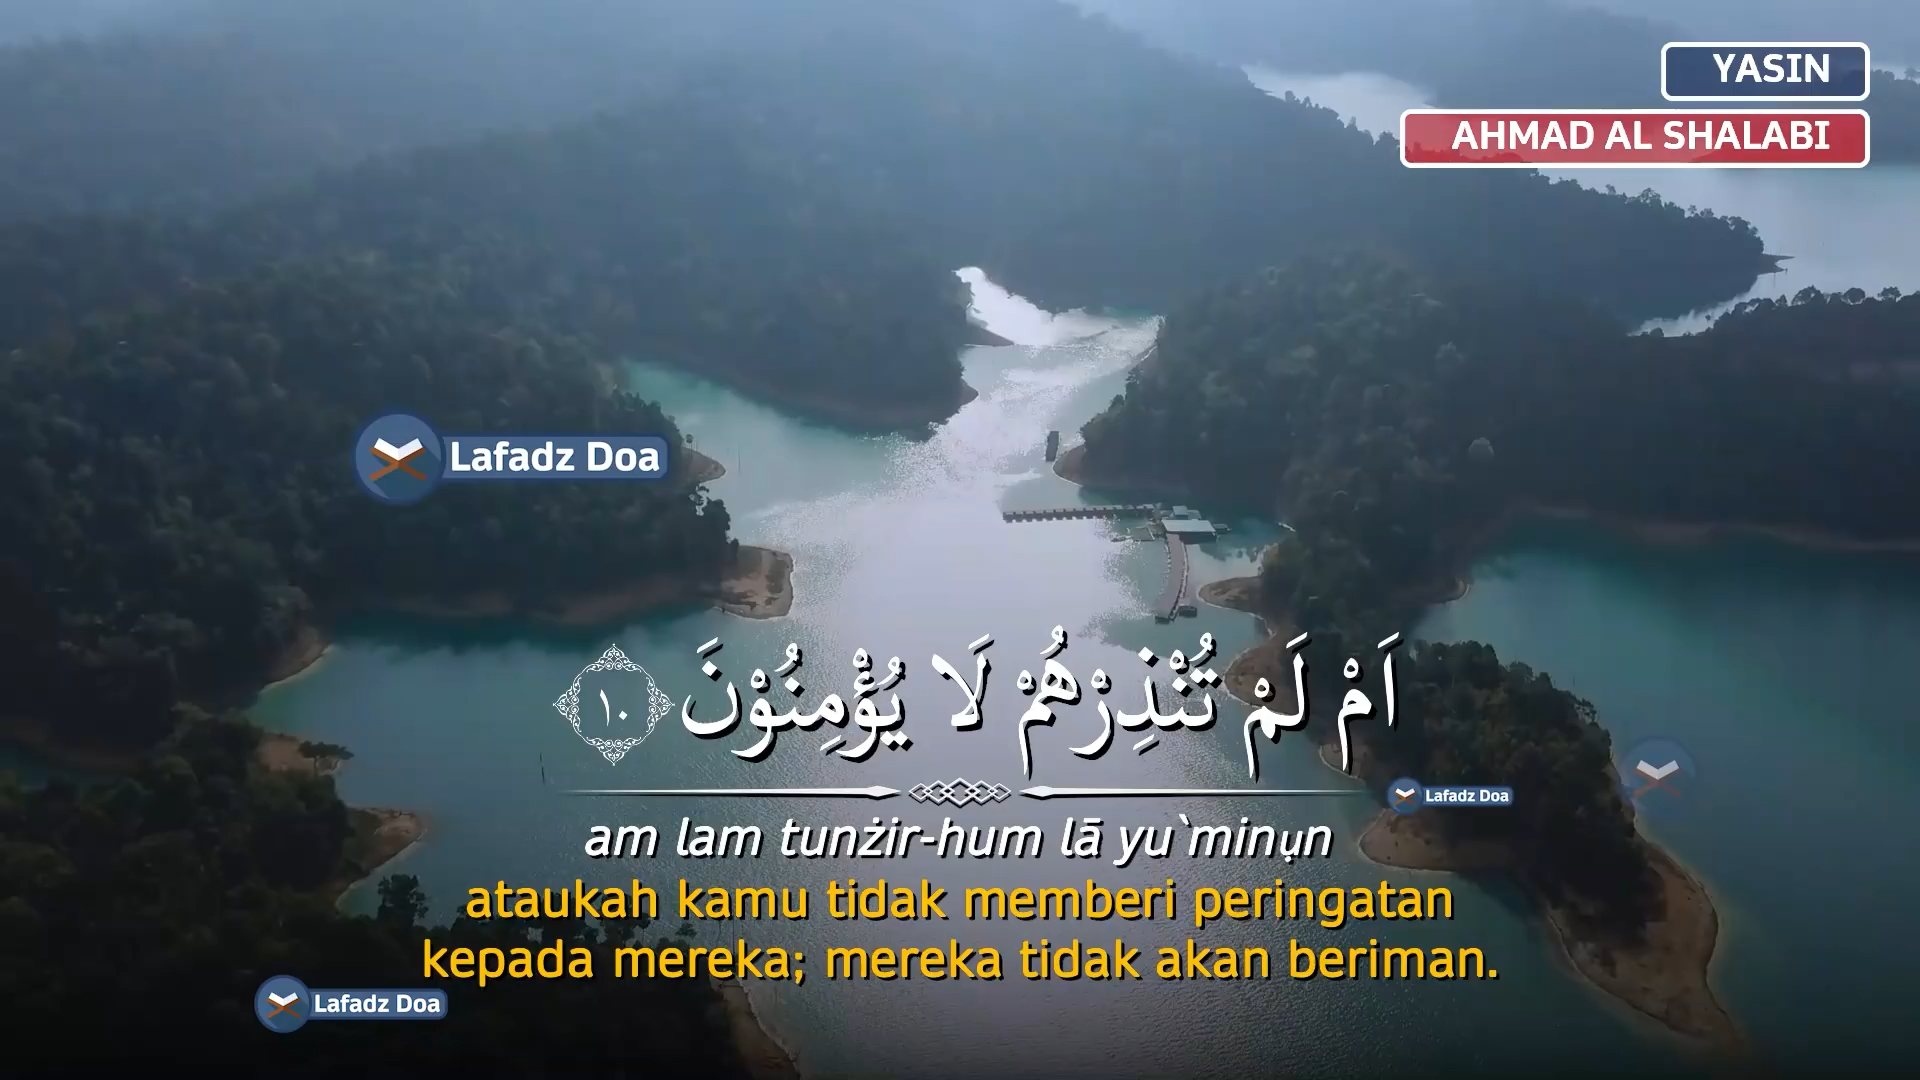 YASIN
AHMAD AL SHALABI
Lafadz Doa
اَمْ لَمْ تُنْذِرْهُمْ لَا يُؤْمِنُوْنَ ١٠
Lafadz Doa
am lam tunżir-hum lā yu`minụn
ataukah kamu tidak memberi peringatan
kepada mereka; mereka tidak akan beriman.
Lafadz Doa